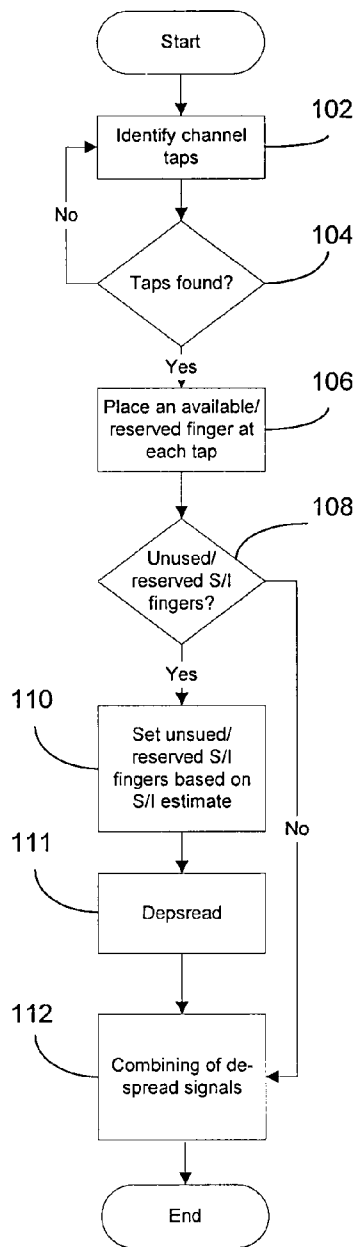 Start
102
Identify channel
taps
No
104
Taps found?
Yes
106
Place an available/
reserved finger at
each tap
108
Unused/
reserved S/I
fingers?
Yes
110
Set unsued/
reserved S/I
fingers based on
S/I estimate
No
111
Depsread
112
Combining of de-
spread signals
End